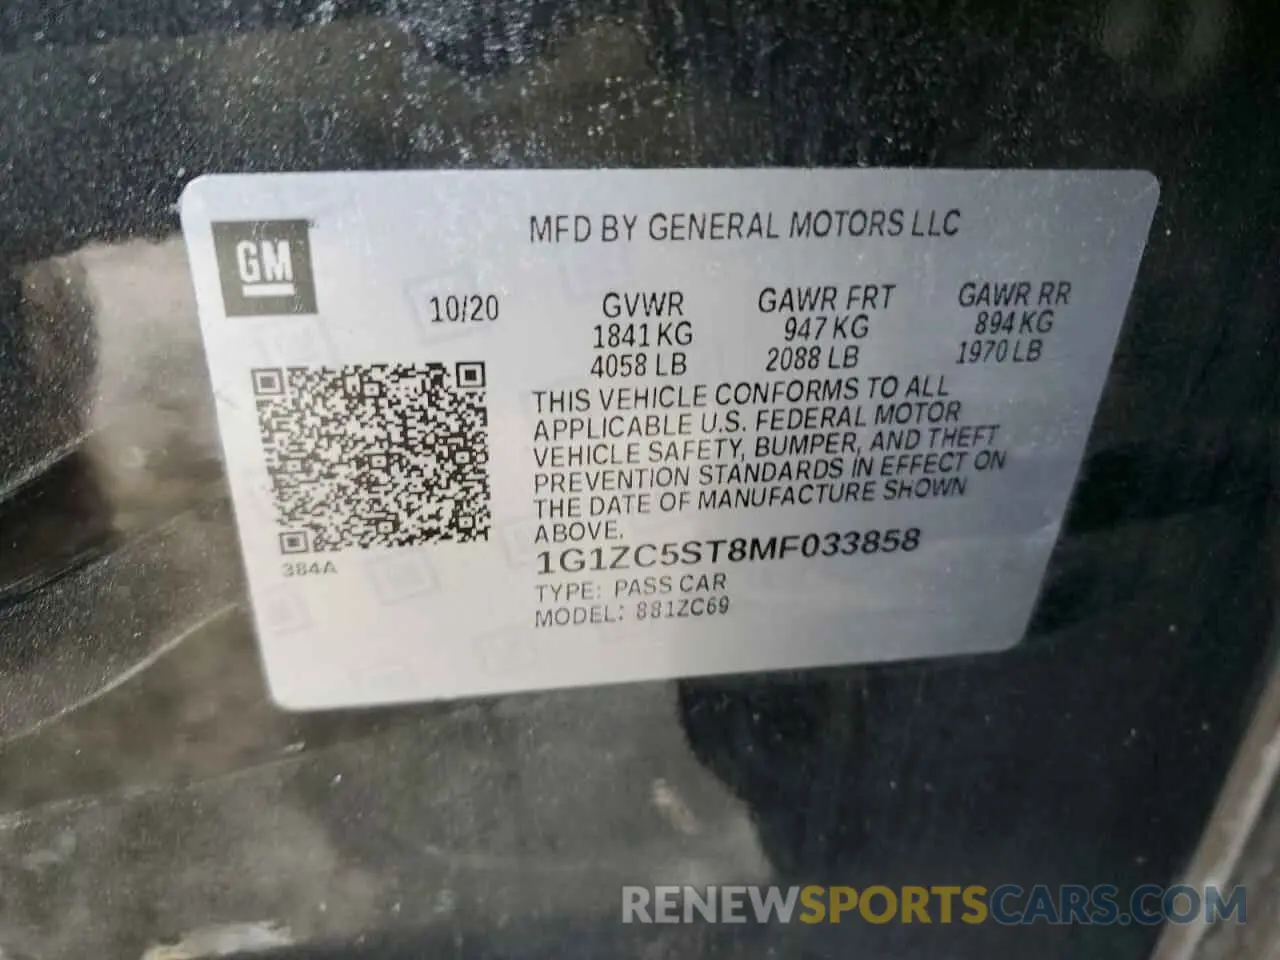 MFD BY GENERAL MOTORS LLC
GM
10/20
GVWR
1841 KG
4058 LB
GAWR FRT
947 KG
2088 LB
GAWR RR
894 KG
1970 LB
THIS VEHICLE CONFORMS TO ALL
APPLICABLE U.S. FEDERAL MOTOR
VEHICLE SAFETY, BUMPER, AND THEFT
PREVENTION STANDARDS IN EFFECT ON
THE DATE OF MANUFACTURE SHOWN
ABOVE.
1G1ZC5ST8MF033858
TYPE: PASS CAR
MODEL: 881ZC69
384A
RENEWSPORTSCARS.COM